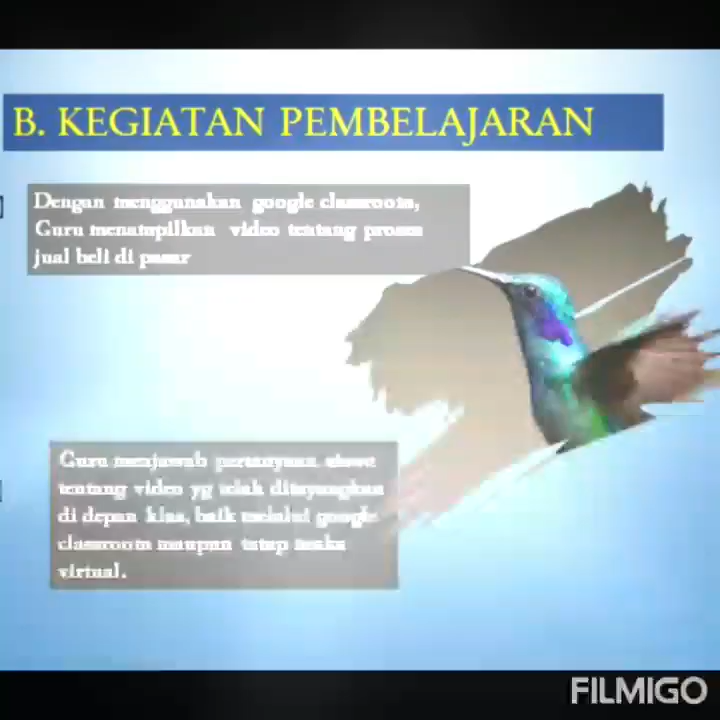 B. KEGIATAN PEMBELAJARAN
Dengan menggunakan google classroom,
Guru menampilkan video tentang proses
jual beli di pasar
Guru menjawab pertanyaan siswa
tentang video yg telah ditayangkan
di depan klas, baik melalui google
classroom maupun tatap muka
virtual.
FILMIGO